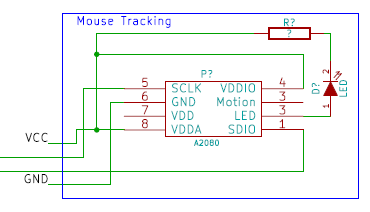 Mouse Tracking
R?
?
P?
5 SCLK VDDIO 4
6 GND Motion 3
7 VDD LED 3
8 VDDA SDIO 1
A2080
D?
LED
2
1
VCC
GND